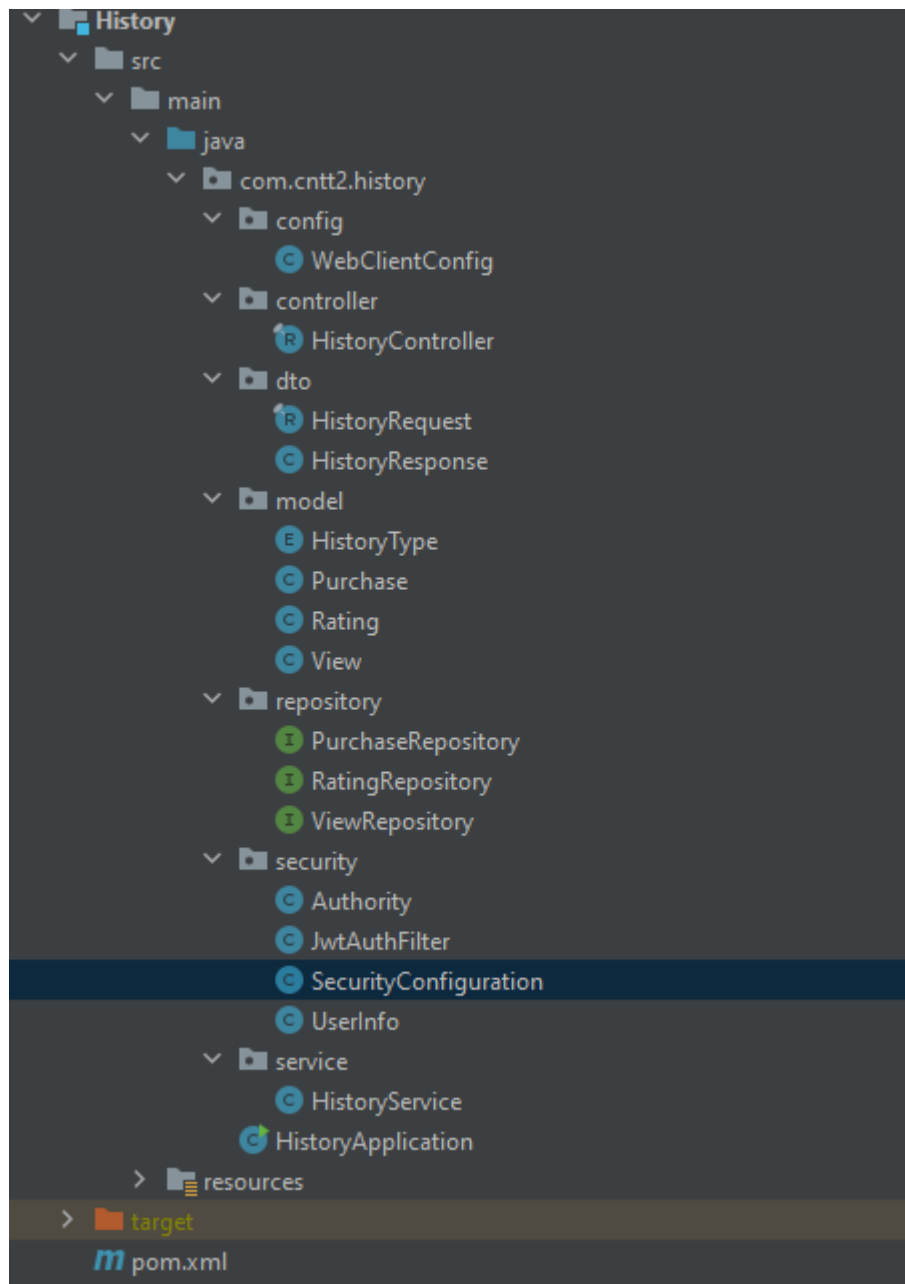 History
src
main
java
com.cntt2.history
config
C WebClientConfig
controller
R HistoryController
dto
R HistoryRequest
C HistoryResponse
model
E HistoryType
C Purchase
C Rating
C View
repository
I PurchaseRepository
I RatingRepository
I ViewRepository
security
C Authority
C JwtAuthFilter
C SecurityConfiguration
C UserInfo
service
C HistoryService
C HistoryApplication
resources
target
m pom.xml